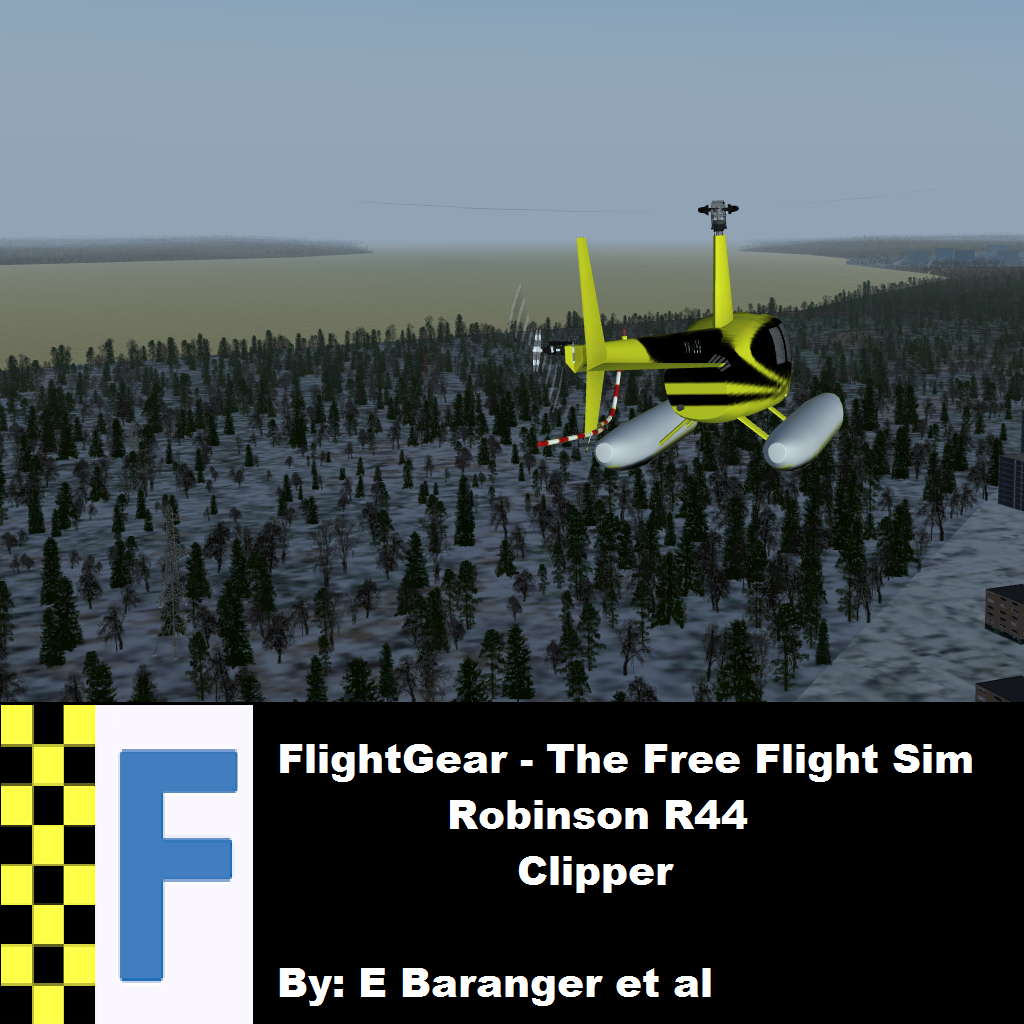 F
FlightGear - The Free Flight Sim
Robinson R44
Clipper
By: E Baranger et al